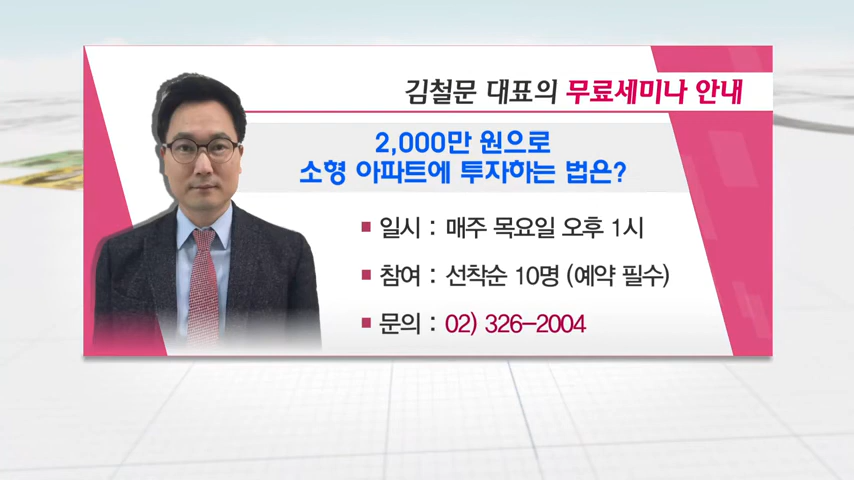 김철문 대표의 무료세미나 안내
2,000만 원으로
소형 아파트에 투자하는 법은?
■ 일시 : 매주 목요일 오후 1시
■ 참여 : 선착순 10명 (예약 필수)
■ 문의 : 02) 326-2004